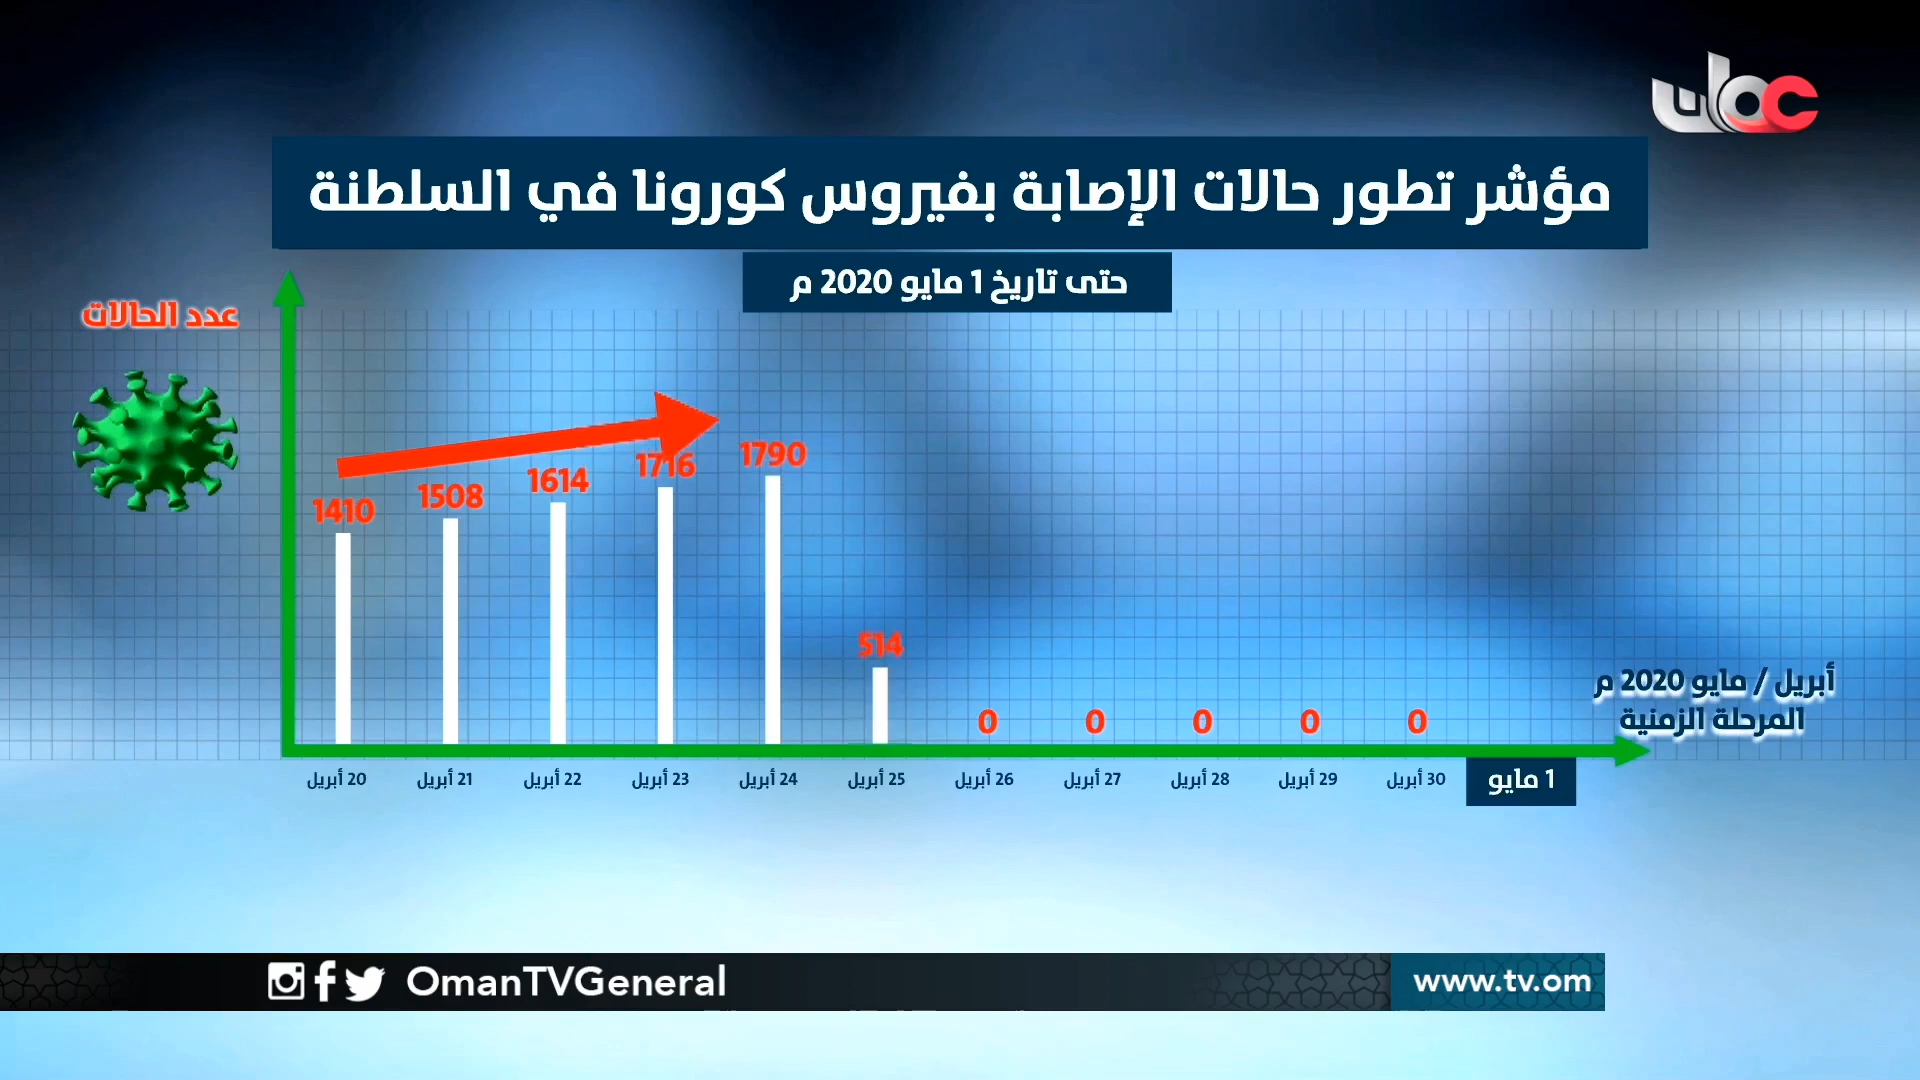 عمان
مؤشر تطور حالات الإصابة بفيروس كورونا في السلطنة
حتى تاريخ 1 مايو 2020 م
عدد الحالات
1410
1508
1614
1716
1790
514
0
0
0
0
0
أبريل / مايو 2020 م
المرحلة الزمنية
20 أبريل
21 أبريل
22 أبريل
23 أبريل
24 أبريل
25 أبريل
26 أبريل
27 أبريل
28 أبريل
29 أبريل
30 أبريل
1 مايو
OmanTVGeneral
www.tv.om